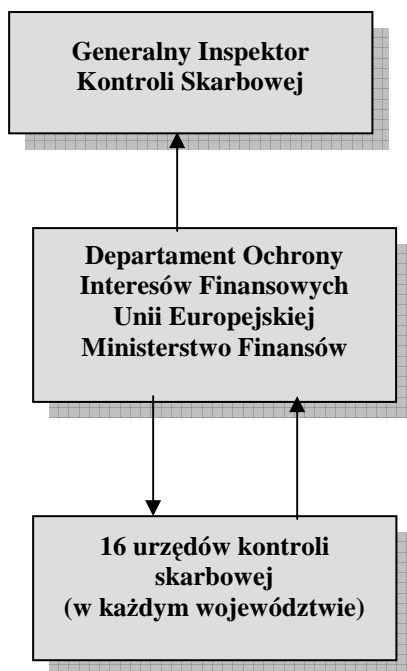 Generalny Inspektor
Kontroli Skarbowej
Departament Ochrony
Interesów Finansowych
Unii Europejskiej
Ministerstwo Finansów
16 urzędów kontroli
skarbowej
(w każdym województwie)